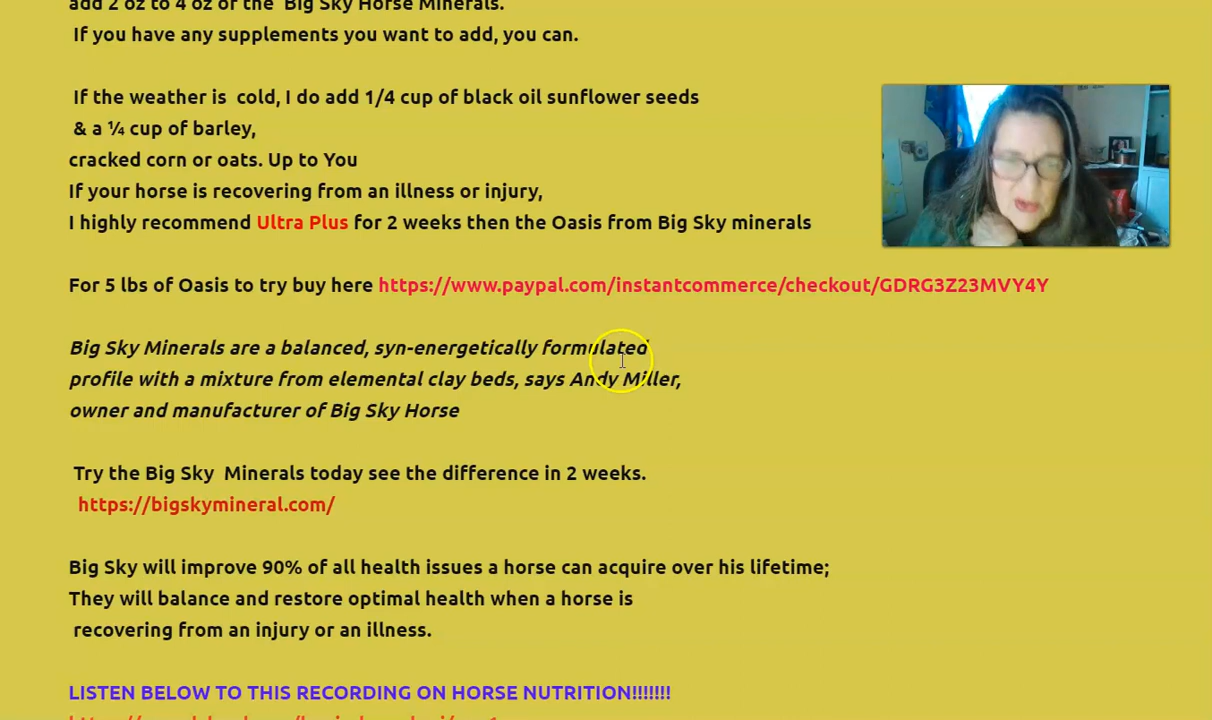 add 2 oz to 4 oz of the Big Sky Horse Minerals.
If you have any supplements you want to add, you can.
If the weather is cold, I do add 1/4 cup of black oil sunflower seeds
& a ¼ cup of barley,
cracked corn or oats. Up to You
If your horse is recovering from an illness or injury,
I highly recommend Ultra Plus for 2 weeks then the Oasis from Big Sky minerals
For 5 lbs of Oasis to try buy here https://www.paypal.com/instantcommerce/checkout/GDRG3Z23MVY4Y
Big Sky Minerals are a balanced, syn-energetically formulated
profile with a mixture from elemental clay beds, says Andy Miller,
owner and manufacturer of Big Sky Horse
Try the Big Sky Minerals today see the difference in 2 weeks.
https://bigskymineral.com/
Big Sky will improve 90% of all health issues a horse can acquire over his lifetime;
They will balance and restore optimal health when a horse is
recovering from an injury or an illness.
LISTEN BELOW TO THIS RECORDING ON HORSE NUTRITION!!!!!!!